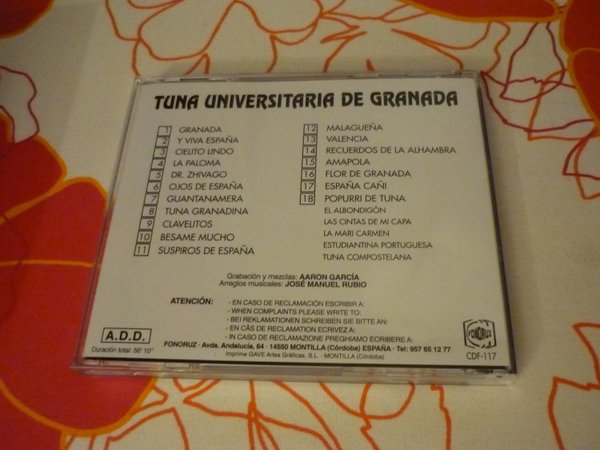 TUNA UNIVERSITARIA DE GRANADA
1 GRANADA
2 Y VIVA ESPAÑA
3 CIELITO LINDO
4 LA PALOMA
5 DR. ZHIVAGO
6 OJOS DE ESPAÑA
7 GUANTANAMERA
8 TUNA GRANADINA
9 CLAVELITOS
10 BESAME MUCHO
11 SUSPIROS DE ESPAÑA
12 MALAGUEÑA
13 VALENCIA
14 RECUERDOS DE LA ALHAMBRA
15 AMAPOLA
16 FLOR DE GRANADA
17 ESPAÑA CAÑI
18 POPURRI DE TUNA
EL ALBONDIGÓN
LAS CINTAS DE MI CAPA
LA MARI CARMEN
ESTUDIANTINA PORTUGUESA
TUNA COMPOSTELANA
Grabación y mezclas: AARON GARCÍA
Arreglos musicales: JOSÉ MANUEL RUBIO
ATENCIÓN: - EN CASO DE RECLAMACIÓN ESCRIBIR A:
- WHEN COMPLAINTS PLEASE WRITE TO:
- BEI REKLAMATIONEN SCHREIBEN SIE BITTE AN:
- EN CÂS DE RECLAMATION ECRIVEZ A:
- IN CASO DE RECLAMAZIONE PREGHIAMO ECRIBERE A:
FONORUZ · Avda. Andalucía, 64 · 14550 MONTILLA (Córdoba) ESPAÑA · Tel: 957 65 12 77
Imprime GAVE Artes Gráficas, S.L. - MONTILLA (Córdoba)
A.D.D.
Duración total: 56' 10"
FONORUZ
CDF-117